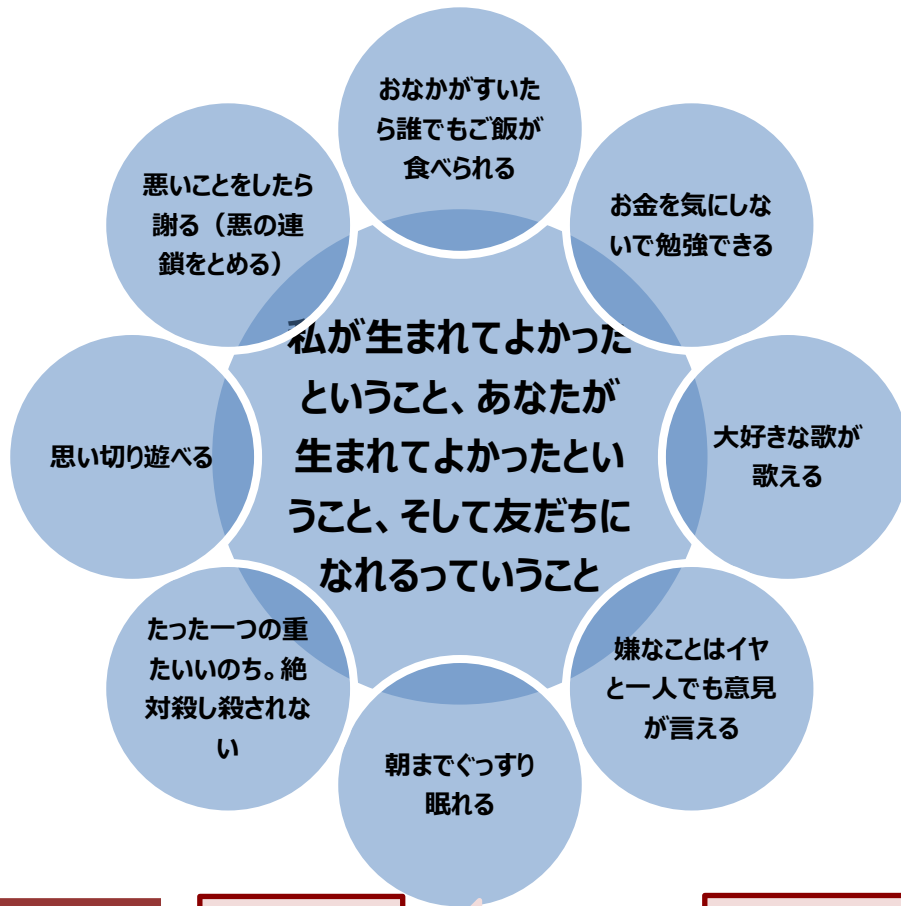 おなかがすいた
ら誰でもご飯が
食べられる
お金を気にしな
いで勉強できる
大好きな歌が
歌える
嫌なことはイヤ
と一人でも意見
が言える
朝までぐっすり
眠れる
たった一つの重
たいいのち。絶
対殺し殺されな
い
思い切り遊べる
悪いことをしたら
謝る（悪の連
鎖をとめる）
私が生まれてよかった
ということ、あなたが
生まれてよかったとい
うこと、そして友だちに
なれるっていうこと